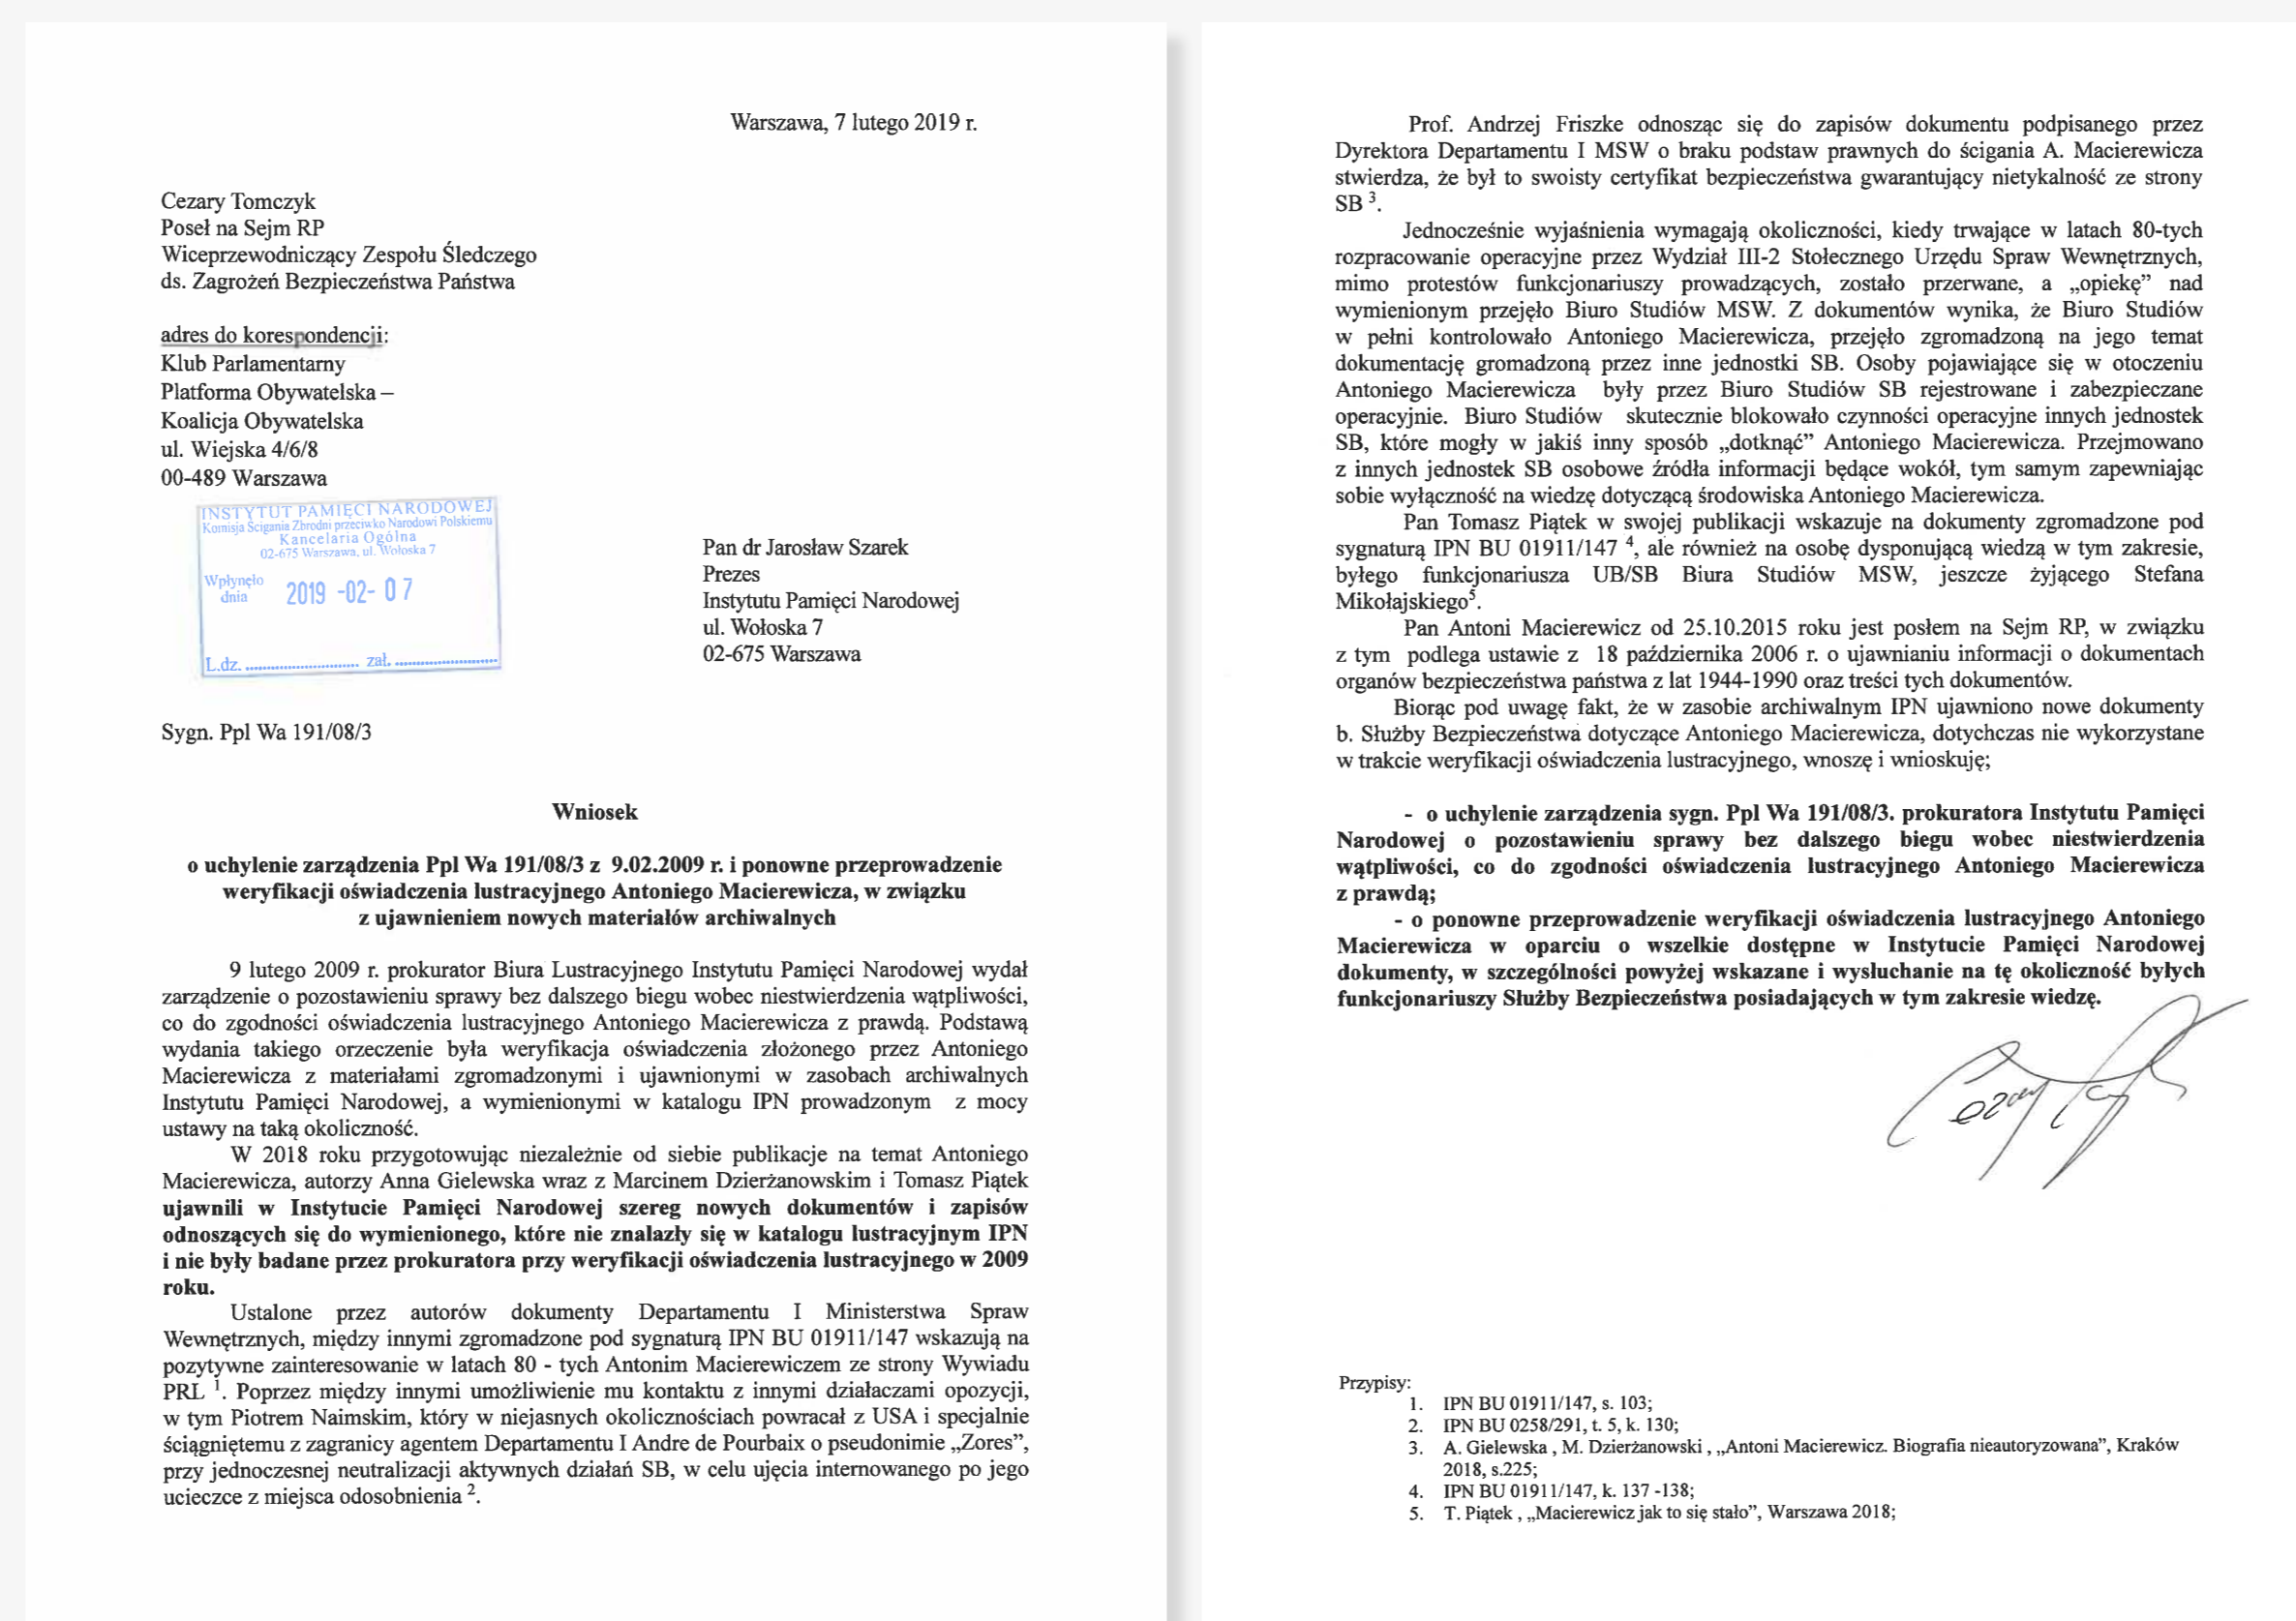 Warszawa, 7 lutego 2019 r.
Cezary Tomczyk
Poseł na Sejm RP
Wiceprzewodniczący Zespołu Śledczego
ds. Zagrożeń Bezpieczeństwa Państwa
adres do korespondencji:
Klub Parlamentarny
Platforma Obywatelska –
Koalicja Obywatelska
ul. Wiejska 4/6/8
00-489 Warszawa
INSTYTUT PAMIĘCI NARODOWEJ
Komisja Ścigania Zbrodni przeciwko Narodowi Polskiemu
Kancelaria Ogólna
02-675 Warszawa, ul. Wołoska 7
Wpłynęło
dnia 2019 -02- 07
L.dz. .......................... zał. ........................
Pan dr Jarosław Szarek
Prezes
Instytutu Pamięci Narodowej
ul. Wołoska 7
02-675 Warszawa
Sygn. Ppl Wa 191/08/3
Wniosek
o uchylenie zarządzenia Ppl Wa 191/08/3 z 9.02.2009 r. i ponowne przeprowadzenie
weryfikacji oświadczenia lustracyjnego Antoniego Macierewicza, w związku
z ujawnieniem nowych materiałów archiwalnych
9 lutego 2009 r. prokurator Biura Lustracyjnego Instytutu Pamięci Narodowej wydał
zarządzenie o pozostawieniu sprawy bez dalszego biegu wobec niestwierdzenia wątpliwości,
co do zgodności oświadczenia lustracyjnego Antoniego Macierewicza z prawdą. Podstawą
wydania takiego orzeczenie była weryfikacja oświadczenia złożonego przez Antoniego
Macierewicza z materiałami zgromadzonymi i ujawnionymi w zasobach archiwalnych
Instytutu Pamięci Narodowej, a wymienionymi w katalogu IPN prowadzonym z mocy
ustawy na taką okoliczność.
W 2018 roku przygotowując niezależnie od siebie publikacje na temat Antoniego
Macierewicza, autorzy Anna Gielewska wraz z Marcinem Dzierżanowskim i Tomasz Piątek
ujawnili w Instytucie Pamięci Narodowej szereg nowych dokumentów i zapisów
odnoszących się do wymienionego, które nie znalazły się w katalogu lustracyjnym IPN
i nie były badane przez prokuratora przy weryfikacji oświadczenia lustracyjnego w 2009
roku.
Ustalone przez autorów dokumenty Departamentu I Ministerstwa Spraw
Wewnętrznych, między innymi zgromadzone pod sygnaturą IPN BU 01911/147 wskazują na
pozytywne zainteresowanie w latach 80 - tych Antonim Macierewiczem ze strony Wywiadu
PRL 1. Poprzez między innymi umożliwienie mu kontaktu z innymi działaczami opozycji,
w tym Piotrem Naimskim, który w niejasnych okolicznościach powracał z USA i specjalnie
ściągniętemu z zagranicy agentem Departamentu I Andre de Pourbaix o pseudonimie „Zores”,
przy jednoczesnej neutralizacji aktywnych działań SB, w celu ujęcia internowanego po jego
ucieczce z miejsca odosobnienia 2.
Prof. Andrzej Friszke odnosząc się do zapisów dokumentu podpisanego przez
Dyrektora Departamentu I MSW o braku podstaw prawnych do ścigania A. Macierewicza
stwierdza, że był to swoisty certyfikat bezpieczeństwa gwarantujący nietykalność ze strony
SB 3.
Jednocześnie wyjaśnienia wymagają okoliczności, kiedy trwające w latach 80-tych
rozpracowanie operacyjne przez Wydział III-2 Stołecznego Urzędu Spraw Wewnętrznych,
mimo protestów funkcjonariuszy prowadzących, zostało przerwane, a „opiekę” nad
wymienionym przejęło Biuro Studiów MSW. Z dokumentów wynika, że Biuro Studiów
w pełni kontrolowało Antoniego Macierewicza, przejęło zgromadzoną na jego temat
dokumentację gromadzoną przez inne jednostki SB. Osoby pojawiające się w otoczeniu
Antoniego Macierewicza były przez Biuro Studiów SB rejestrowane i zabezpieczane
operacyjnie. Biuro Studiów skutecznie blokowało czynności operacyjne innych jednostek
SB, które mogły w jakiś inny sposób „dotknąć” Antoniego Macierewicza. Przejmowano
z innych jednostek SB osobowe źródła informacji będące wokół, tym samym zapewniając
sobie wyłączność na wiedzę dotyczącą środowiska Antoniego Macierewicza.
Pan Tomasz Piątek w swojej publikacji wskazuje na dokumenty zgromadzone pod
sygnaturą IPN BU 01911/147 4, ale również na osobę dysponującą wiedzą w tym zakresie,
byłego funkcjonariusza UB/SB Biura Studiów MSW, jeszcze żyjącego Stefana
Mikołajskiego5.
Pan Antoni Macierewicz od 25.10.2015 roku jest posłem na Sejm RP, w związku
z tym podlega ustawie z 18 października 2006 r. o ujawnianiu informacji o dokumentach
organów bezpieczeństwa państwa z lat 1944-1990 oraz treści tych dokumentów.
Biorąc pod uwagę fakt, że w zasobie archiwalnym IPN ujawniono nowe dokumenty
b. Służby Bezpieczeństwa dotyczące Antoniego Macierewicza, dotychczas nie wykorzystane
w trakcie weryfikacji oświadczenia lustracyjnego, wnoszę i wnioskuję;
- o uchylenie zarządzenia sygn. Ppl Wa 191/08/3. prokuratora Instytutu Pamięci
Narodowej o pozostawieniu sprawy bez dalszego biegu wobec niestwierdzenia
wątpliwości, co do zgodności oświadczenia lustracyjnego Antoniego Macierewicza
z prawdą;
- o ponowne przeprowadzenie weryfikacji oświadczenia lustracyjnego Antoniego
Macierewicza w oparciu o wszelkie dostępne w Instytucie Pamięci Narodowej
dokumenty, w szczególności powyżej wskazane i wysłuchanie na tę okoliczność byłych
funkcjonariuszy Służby Bezpieczeństwa posiadających w tym zakresie wiedzę.
Przypisy:
1. IPN BU 01911/147, s. 103;
2. IPN BU 0258/291, t. 5, k. 130;
3. A. Gielewska , M. Dzierżanowski , „Antoni Macierewicz. Biografia nieautoryzowana”, Kraków
2018, s.225;
4. IPN BU 01911/147, k. 137 -138;
5. T. Piątek , „Macierewicz jak to się stało”, Warszawa 2018;